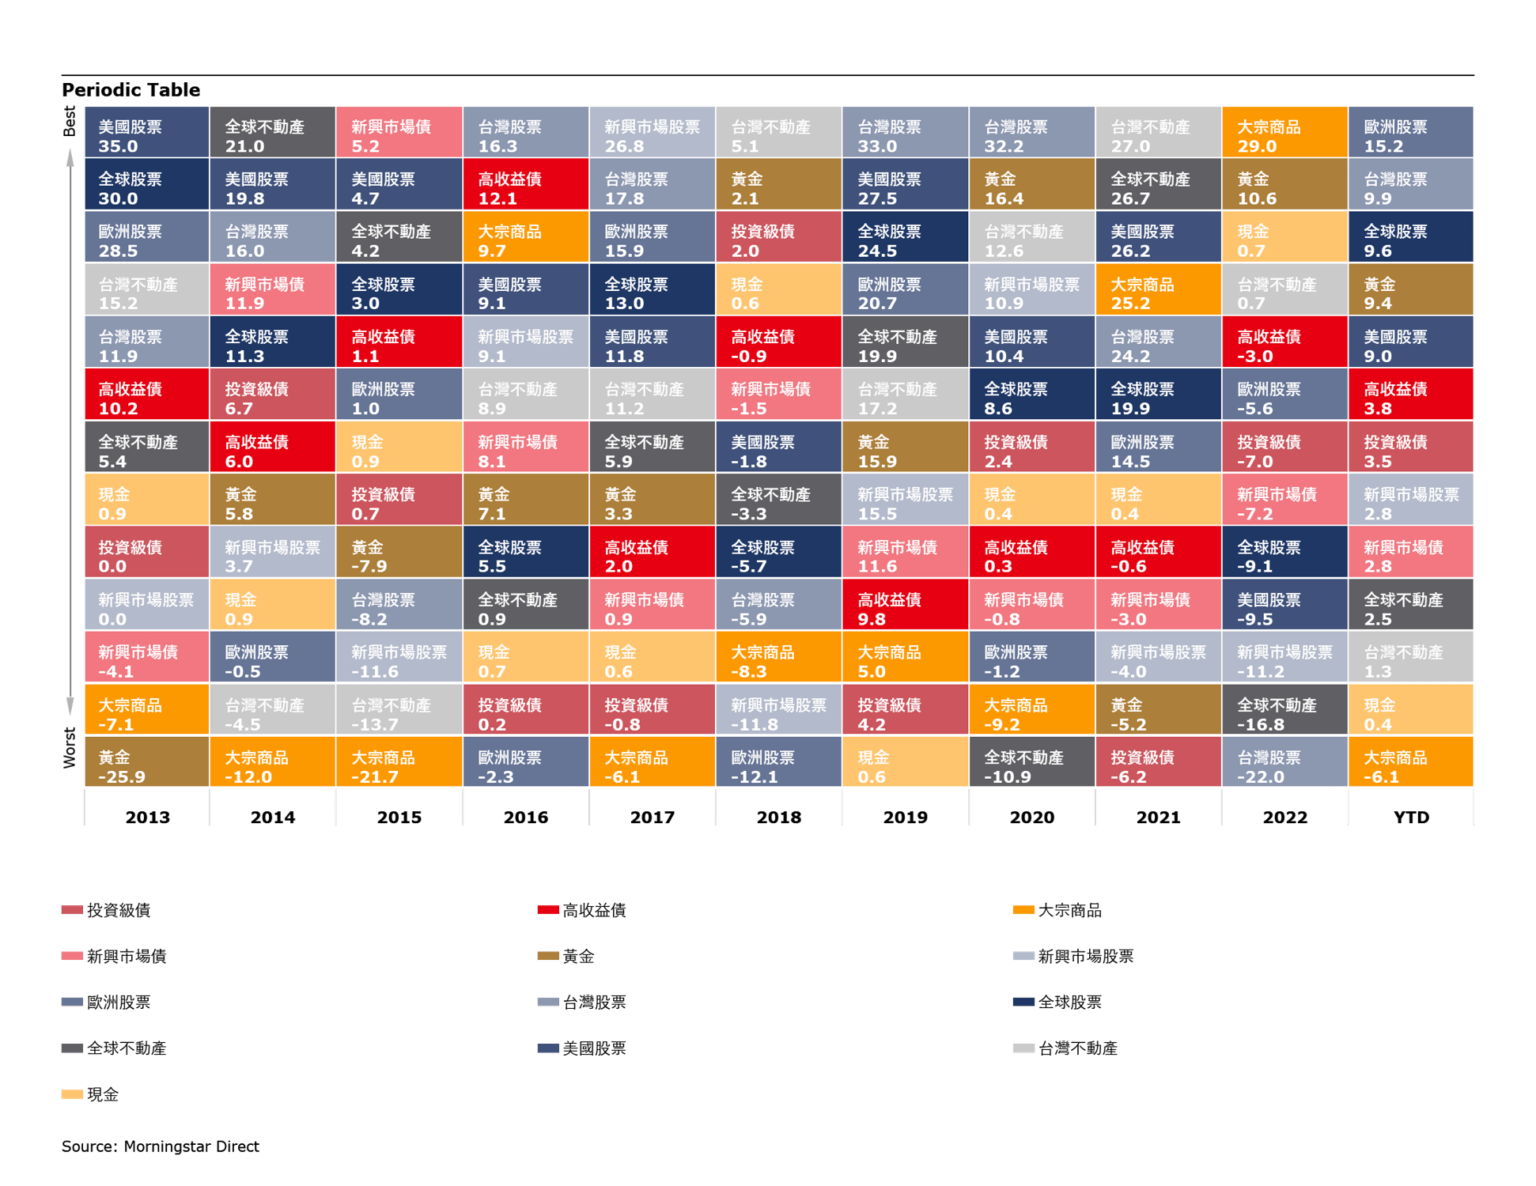 Periodic Table
Best
美國股票 全球不動產 新興市場債 台灣股票 新興市場股票 台灣不動產 台灣股票 台灣股票 台灣不動產 大宗商品 歐洲股票
35.0 21.0 5.2 16.3 26.8 5.1 33.0 32.2 27.0 29.0 15.2
全球股票 美國股票 美國股票 高收益債 台灣股票 黃金 美國股票 黃金 全球不動產 黃金 台灣股票
30.0 19.8 4.7 12.1 17.8 2.1 27.5 16.4 26.7 10.6 9.9
歐洲股票 台灣股票 全球不動產 大宗商品 歐洲股票 投資級債 全球股票 台灣不動產 美國股票 現金 全球股票
28.5 16.0 4.2 9.7 15.9 2.0 24.5 12.6 26.2 0.7 9.6
台灣不動產 新興市場債 全球股票 美國股票 全球股票 現金 歐洲股票 新興市場股票 大宗商品 台灣不動產 黃金
15.2 11.9 3.0 9.1 13.0 0.6 20.7 10.9 25.2 0.7 9.4
台灣股票 全球股票 高收益債 新興市場股票 美國股票 高收益債 全球不動產 美國股票 台灣股票 高收益債 美國股票
11.9 11.3 1.1 9.1 11.8 -0.9 19.9 10.4 24.2 -3.0 9.0
高收益債 投資級債 歐洲股票 台灣不動產 台灣不動產 新興市場債 台灣不動產 全球股票 全球股票 歐洲股票 高收益債
10.2 6.7 1.0 8.9 11.2 -1.5 17.2 8.6 19.9 -5.6 3.8
全球不動產 高收益債 現金 新興市場債 全球不動產 美國股票 黃金 投資級債 歐洲股票 投資級債 投資級債
5.4 6.0 0.9 8.1 5.9 -1.8 15.9 2.4 14.5 -7.0 3.5
現金 黃金 投資級債 黃金 黃金 全球不動產 新興市場股票 現金 現金 新興市場債 新興市場股票
0.9 5.8 0.7 7.1 3.3 -3.3 15.5 0.4 0.4 -7.2 2.8
投資級債 新興市場股票 黃金 全球股票 高收益債 全球股票 新興市場債 高收益債 高收益債 全球股票 新興市場債
0.0 3.7 -7.9 5.5 2.0 -5.7 11.6 0.3 -0.6 -9.1 2.8
新興市場股票 現金 台灣股票 全球不動產 新興市場債 台灣股票 高收益債 新興市場債 新興市場債 美國股票 全球不動產
0.0 0.9 -8.2 0.9 0.9 -5.9 9.8 -0.8 -3.0 -9.5 2.5
新興市場債 歐洲股票 新興市場股票 現金 現金 大宗商品 大宗商品 歐洲股票 新興市場股票 新興市場股票 台灣不動產
-4.1 -0.5 -11.6 0.7 0.6 -8.3 5.0 -1.2 -4.0 -11.2 1.3
大宗商品 台灣不動產 台灣不動產 投資級債 投資級債 新興市場股票 投資級債 大宗商品 黃金 全球不動產 現金
-7.1 -4.5 -13.7 0.2 -0.8 -11.8 4.2 -9.2 -5.2 -16.8 0.4
Worst
黃金 大宗商品 大宗商品 歐洲股票 大宗商品 歐洲股票 現金 全球不動產 投資級債 台灣股票 大宗商品
-25.9 -12.0 -21.7 -2.3 -6.1 -12.1 0.6 -10.9 -6.2 -22.0 -6.1
2013 2014 2015 2016 2017 2018 2019 2020 2021 2022 YTD
投資級債 高收益債 大宗商品
新興市場債 黃金 新興市場股票
歐洲股票 台灣股票 全球股票
全球不動產 美國股票 台灣不動產
現金
Source: Morningstar Direct